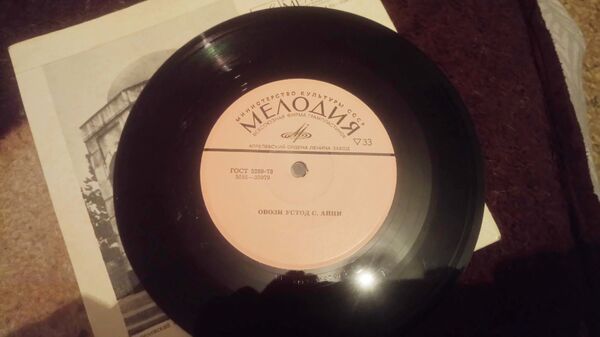 МИНИСТЕРСТВО КУЛЬТУРЫ СССР
МЕЛОДИЯ
ВСЕСОЮЗНАЯ ФИРМА ГРАМПЛАСТИНОК
АПРЕЛЕВСКИЙ ОРДЕНА ЛЕНИНА ЗАВОД
▽33
ГОСТ 5289-73
ОВОЗИ УСТОД С. АЙНИ